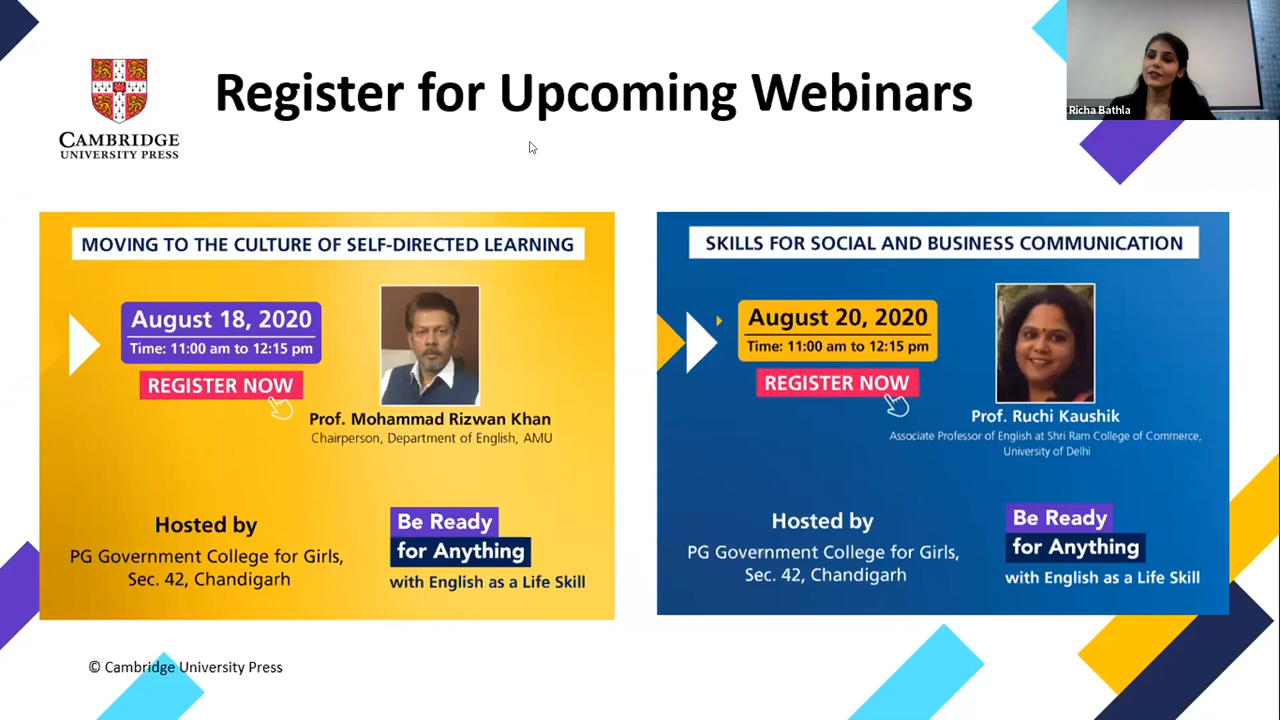 CAMBRIDGE
UNIVERSITY PRESS
Register for Upcoming Webinars
Richa Bathla
MOVING TO THE CULTURE OF SELF-DIRECTED LEARNING
August 18, 2020
Time: 11:00 am to 12:15 pm
REGISTER NOW
Prof. Mohammad Rizwan Khan
Chairperson, Department of English, AMU
Hosted by
PG Government College for Girls,
Sec. 42, Chandigarh
Be Ready
for Anything
with English as a Life Skill
SKILLS FOR SOCIAL AND BUSINESS COMMUNICATION
August 20, 2020
Time: 11:00 am to 12:15 pm
REGISTER NOW
Prof. Ruchi Kaushik
Associate Professor of English at Shri Ram College of Commerce,
University of Delhi
Hosted by
PG Government College for Girls,
Sec. 42, Chandigarh
Be Ready
for Anything
with English as a Life Skill
© Cambridge University Press